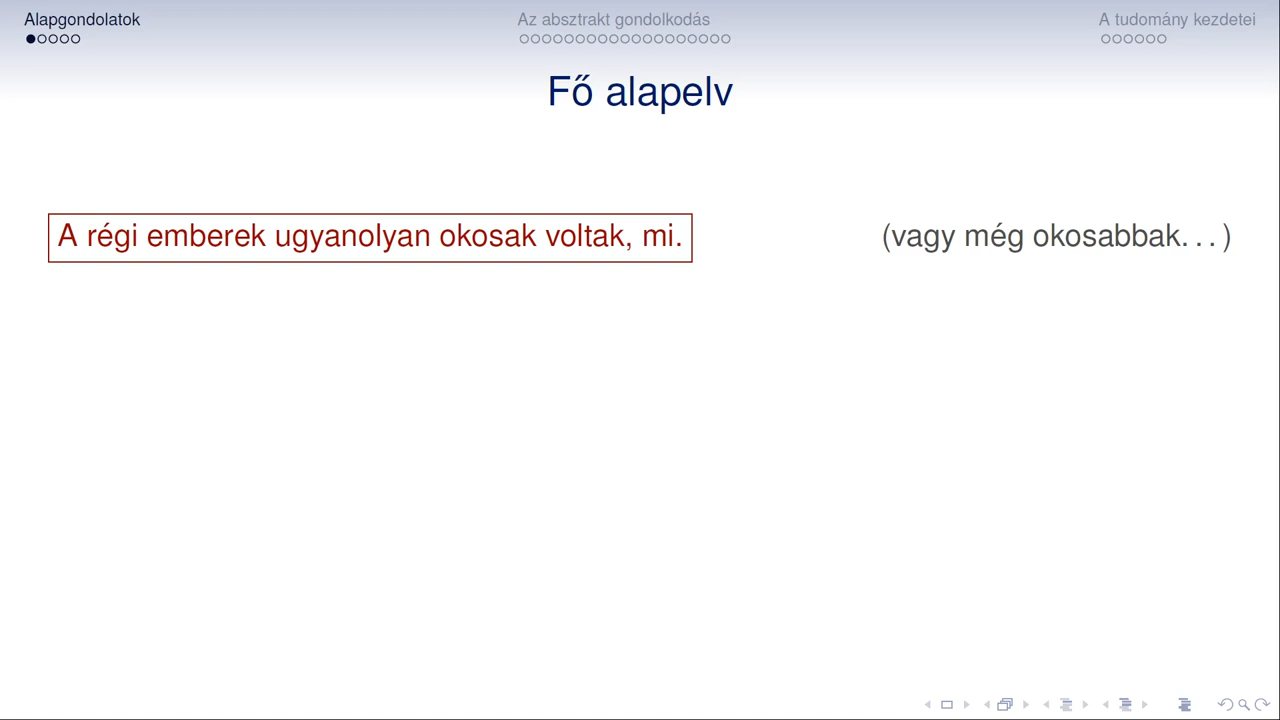 Alapgondolatok
Az absztrakt gondolkodás
A tudomány kezdetei
Fő alapelv
A régi emberek ugyanolyan okosak voltak, mi.
(vagy még okosabbak. . . )